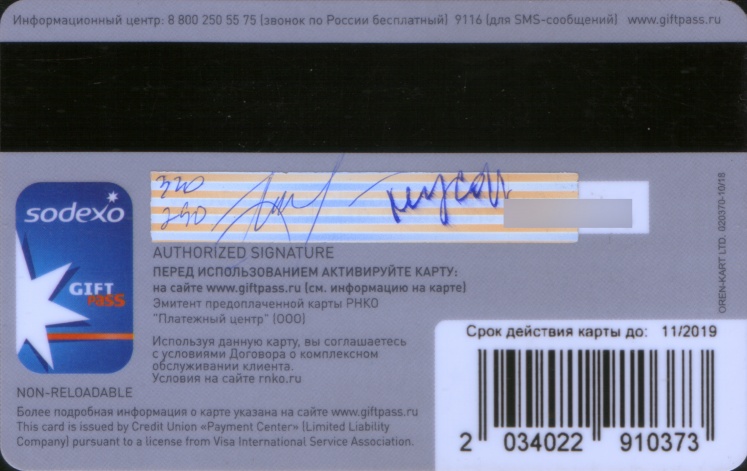 Информационный центр: 8 800 250 55 75 (звонок по России бесплатный) 9116 (для SMS-сообщений) www.giftpass.ru
320
290
sodexo
GIFT
pass
AUTHORIZED SIGNATURE
ПЕРЕД ИСПОЛЬЗОВАНИЕМ АКТИВИРУЙТЕ КАРТУ:
на сайте www.giftpass.ru (см. информацию на карте)
Эмитент предоплаченной карты РНКО
"Платежный центр" (ООО)
Используя данную карту, вы соглашаетесь
с условиями Договора о комплексном
обслуживании клиента.
Условия на сайте rnko.ru
OREN-KART LTD. 020370-10/18
Срок действия карты до: 11/2019
2 034022 910373
NON-RELOADABLE
Более подробная информация о карте указана на сайте www.giftpass.ru
This card is issued by Credit Union «Payment Center» (Limited Liability
Company) pursuant to a license from Visa International Service Association.